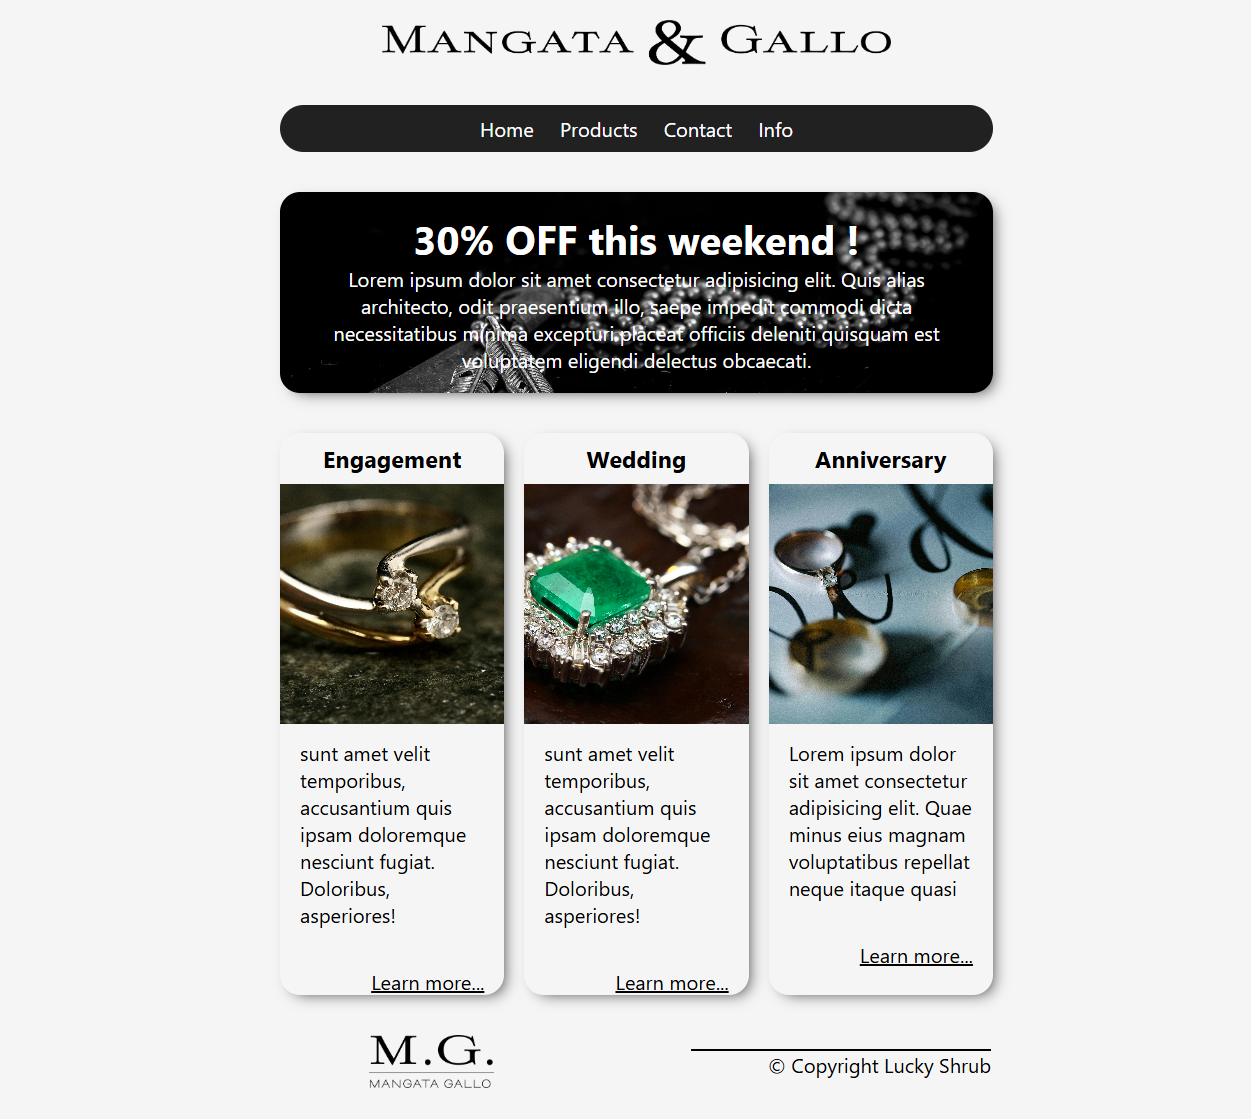 MANGATA & GALLO
Home Products Contact Info
30% OFF this weekend !
Lorem ipsum dolor sit amet consectetur adipisicing elit. Quis alias
architecto, odit praesentium illo, saepe impedit commodi dicta
necessitatibus minima excepturi placeat officiis deleniti quisquam est
voluptatem eligendi delectus obcaecati.
Engagement
sunt amet velit
temporibus,
accusantium quis
ipsam doloremque
nesciunt fugiat.
Doloribus,
asperiores!
Learn more...
Wedding
sunt amet velit
temporibus,
accusantium quis
ipsam doloremque
nesciunt fugiat.
Doloribus,
asperiores!
Learn more...
Anniversary
Lorem ipsum dolor
sit amet consectetur
adipisicing elit. Quae
minus eius magnam
voluptatibus repellat
neque itaque quasi
Learn more...
M.G.
MANGATA GALLO
© Copyright Lucky Shrub